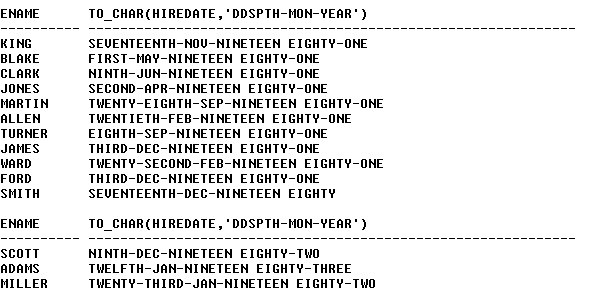 ENAME      TO_CHAR(HIREDATE,'DDSPTH-MON-YEAR')
---------- -------------------------------------------------------------
KING       SEVENTEENTH-NOV-NINETEEN EIGHTY-ONE
BLAKE      FIRST-MAY-NINETEEN EIGHTY-ONE
CLARK      NINTH-JUN-NINETEEN EIGHTY-ONE
JONES      SECOND-APR-NINETEEN EIGHTY-ONE
MARTIN     TWENTY-EIGHTH-SEP-NINETEEN EIGHTY-ONE
ALLEN      TWENTIETH-FEB-NINETEEN EIGHTY-ONE
TURNER     EIGHTH-SEP-NINETEEN EIGHTY-ONE
JAMES      THIRD-DEC-NINETEEN EIGHTY-ONE
WARD       TWENTY-SECOND-FEB-NINETEEN EIGHTY-ONE
FORD       THIRD-DEC-NINETEEN EIGHTY-ONE
SMITH      SEVENTEENTH-DEC-NINETEEN EIGHTY
ENAME      TO_CHAR(HIREDATE,'DDSPTH-MON-YEAR')
---------- -------------------------------------------------------------
SCOTT      NINTH-DEC-NINETEEN EIGHTY-TWO
ADAMS      TWELFTH-JAN-NINETEEN EIGHTY-THREE
MILLER     TWENTY-THIRD-JAN-NINETEEN EIGHTY-TWO